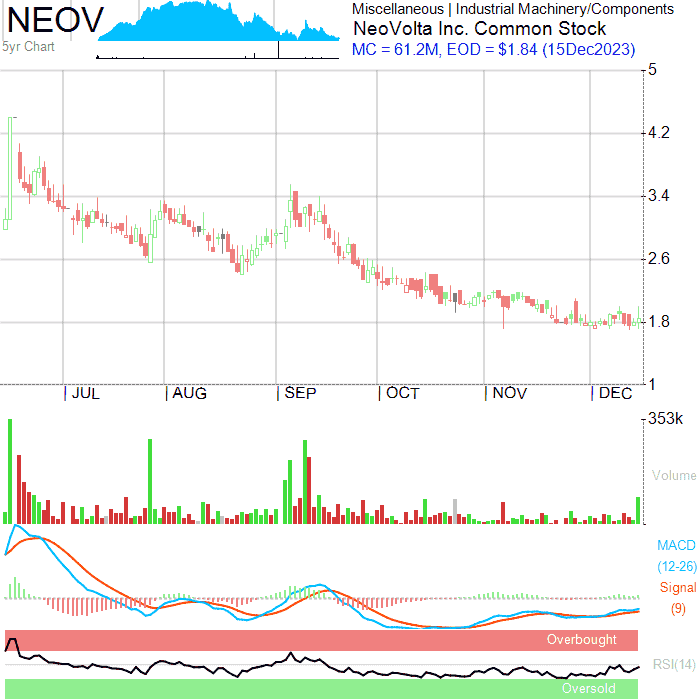 NEOV
5yr Chart
Miscellaneous | Industrial Machinery/Components
NeoVolta Inc. Common Stock
MC = 61.2M, EOD = $1.84 (15Dec2023)
5
4.2
3.4
2.6
1.8
1
JUL
AUG
SEP
OCT
NOV
DEC
353k
Volume
MACD
(12-26)
Signal
(9)
Overbought
RSI(14)
Oversold